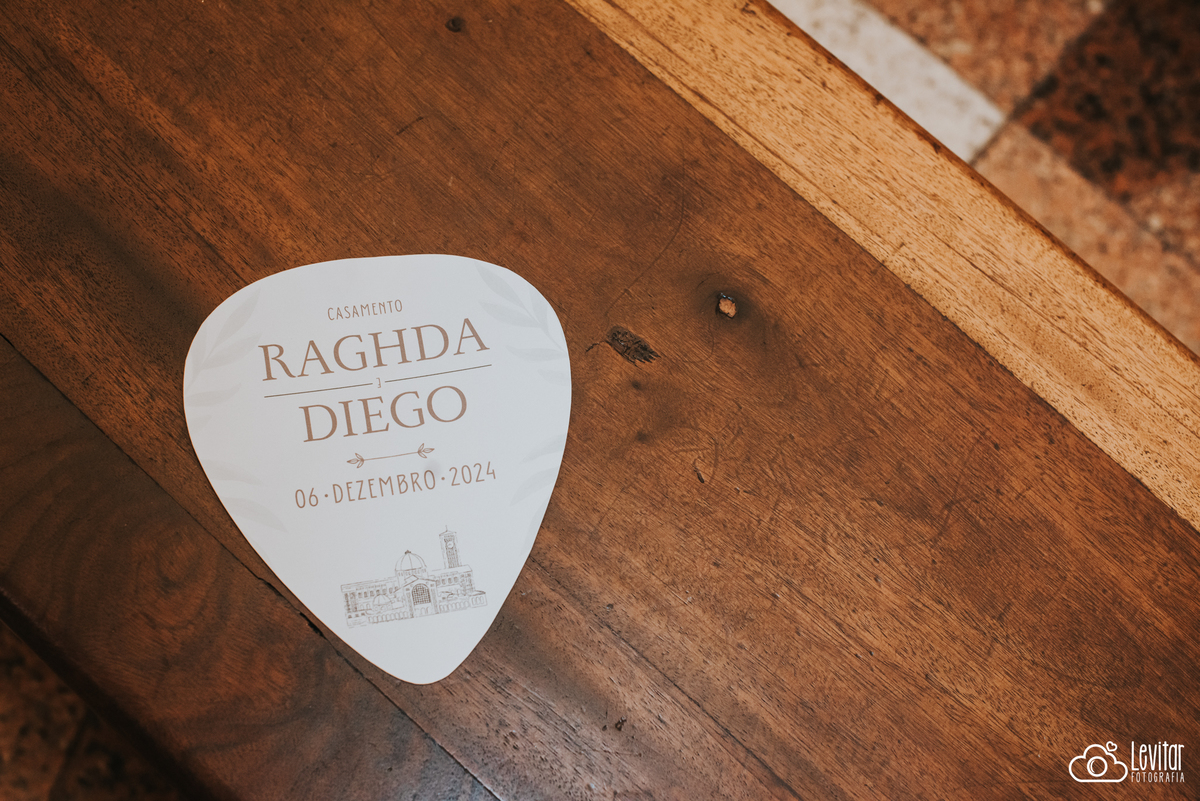 CASAMENTO
RAGHDA
DIEGO
06·DEZEMBRO·2024
Levitar
FOTOGRAFIA